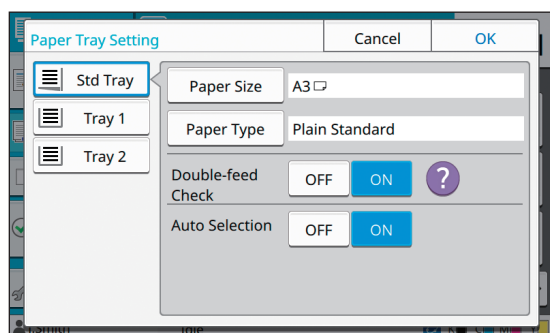 Paper Tray Setting Cancel OK
Std Tray
Tray 1
Tray 2
Paper Size A3
Paper Type Plain Standard
Double-feed
Check
OFF ON ?
Auto Selection OFF ON
Idle